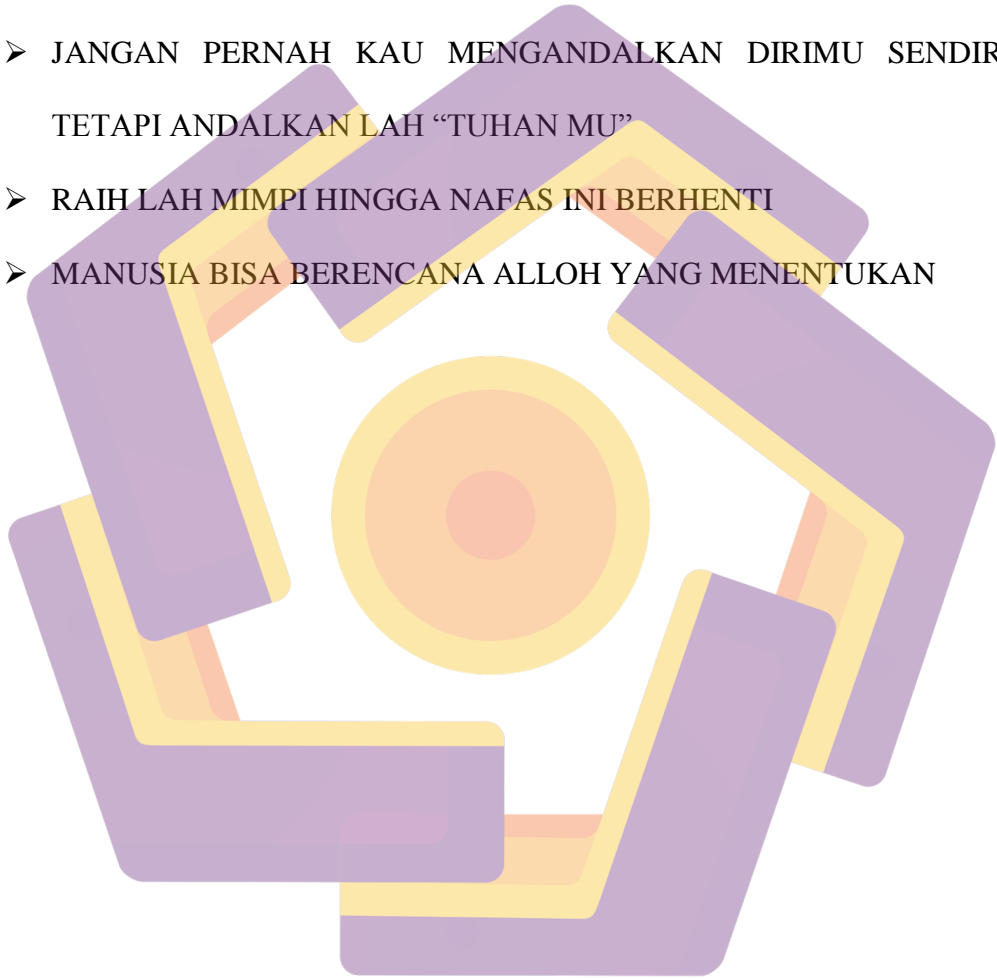 ➢ JANGAN PERNAH KAU MENGANDALKAN DIRIMU SENDIR
TETAPI ANDALKAN LAH “TUHAN MU”
➢ RAIH LAH MIMPI HINGGA NAFAS INI BERHENTI
➢ MANUSIA BISA BERENCANA ALLOH YANG MENENTUKAN